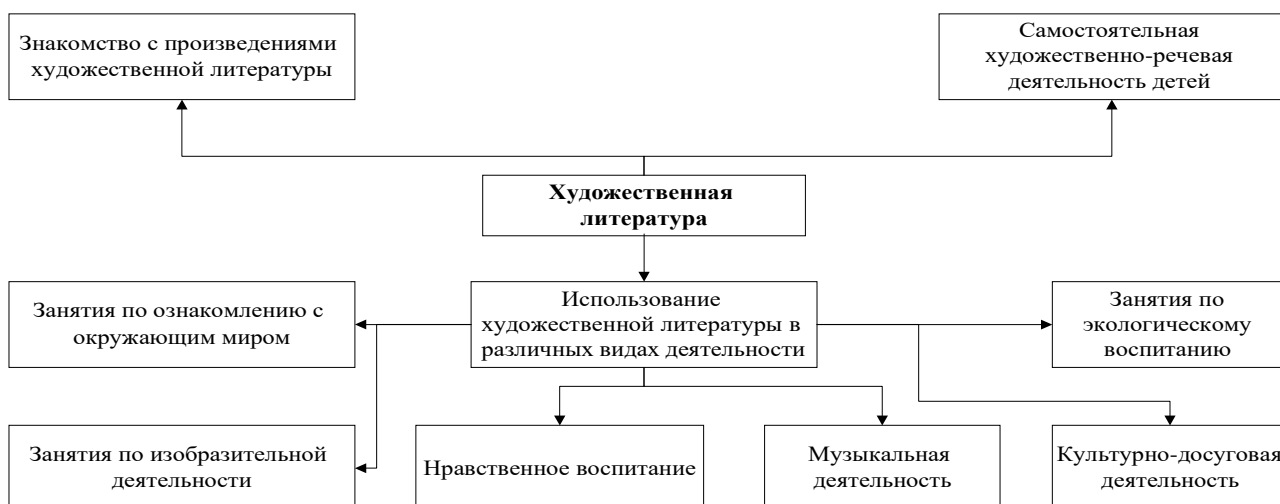 Знакомство с произведениями
художественной литературы
Самостоятельная
художественно-речевая
деятельность детей
Художественная
литература
Занятия по ознакомлению с
окружающим миром
Использование
художественной литературы в
различных видах деятельности
Занятия по
экологическому
воспитанию
Занятия по изобразительной
деятельности
Нравственное воспитание
Музыкальная
деятельность
Культурно-досуговая
деятельность